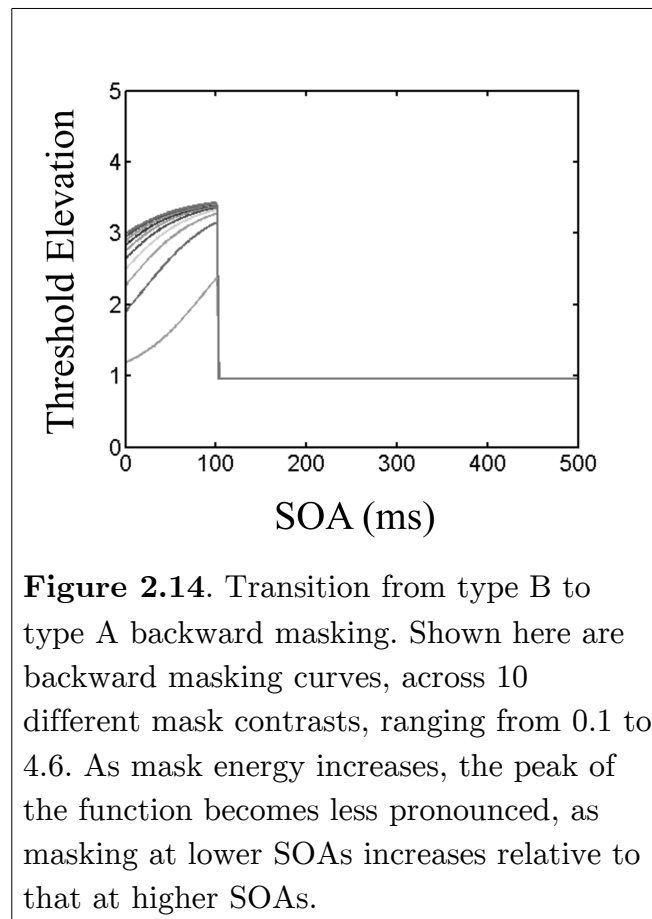 5
4
3
2
1
0
Threshold Elevation
0 100 200 300 400 500
SOA (ms)
Figure 2.14. Transition from type B to
type A backward masking. Shown here are
backward masking curves, across 10
different mask contrasts, ranging from 0.1 to
4.6. As mask energy increases, the peak of
the function becomes less pronounced, as
masking at lower SOAs increases relative to
that at higher SOAs.